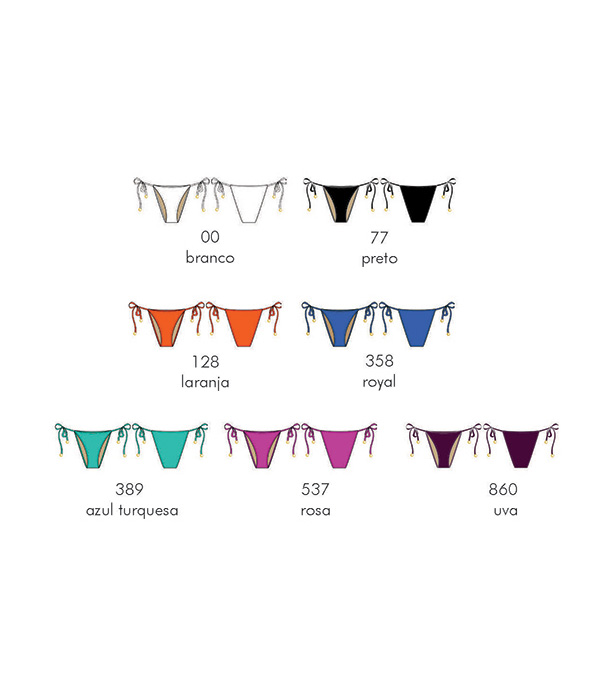 00
branco
77
preto
128
laranja
358
royal
389
azul turquesa
537
rosa
860
uva